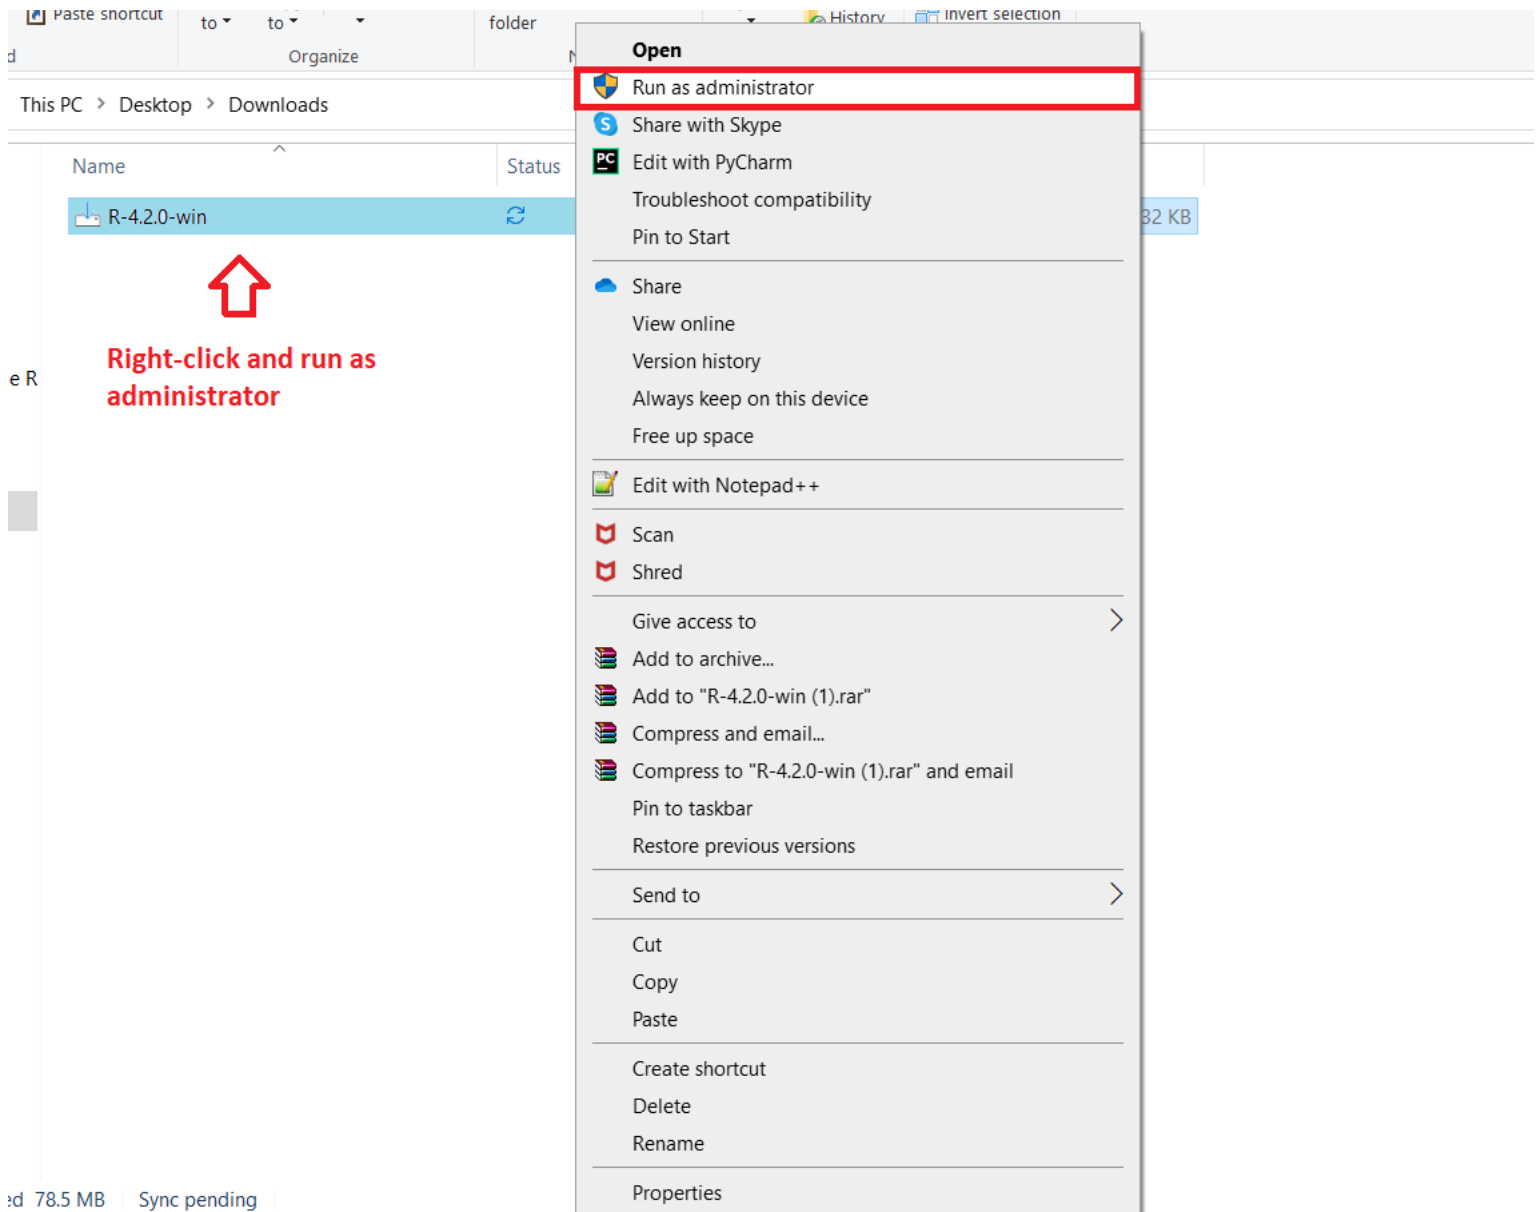 Paste shortcut
to
to
folder
History
Invert selection
Organize
This PC > Desktop > Downloads
Name
Status
R-4.2.0-win
32 KB
Right-click and run as
administrator
e R
Open
Run as administrator
Share with Skype
Edit with PyCharm
Troubleshoot compatibility
Pin to Start
Share
View online
Version history
Always keep on this device
Free up space
Edit with Notepad++
Scan
Shred
Give access to
Add to archive...
Add to "R-4.2.0-win (1).rar"
Compress and email...
Compress to "R-4.2.0-win (1).rar" and email
Pin to taskbar
Restore previous versions
Send to
Cut
Copy
Paste
Create shortcut
Delete
Rename
Properties
78.5 MB
Sync pending